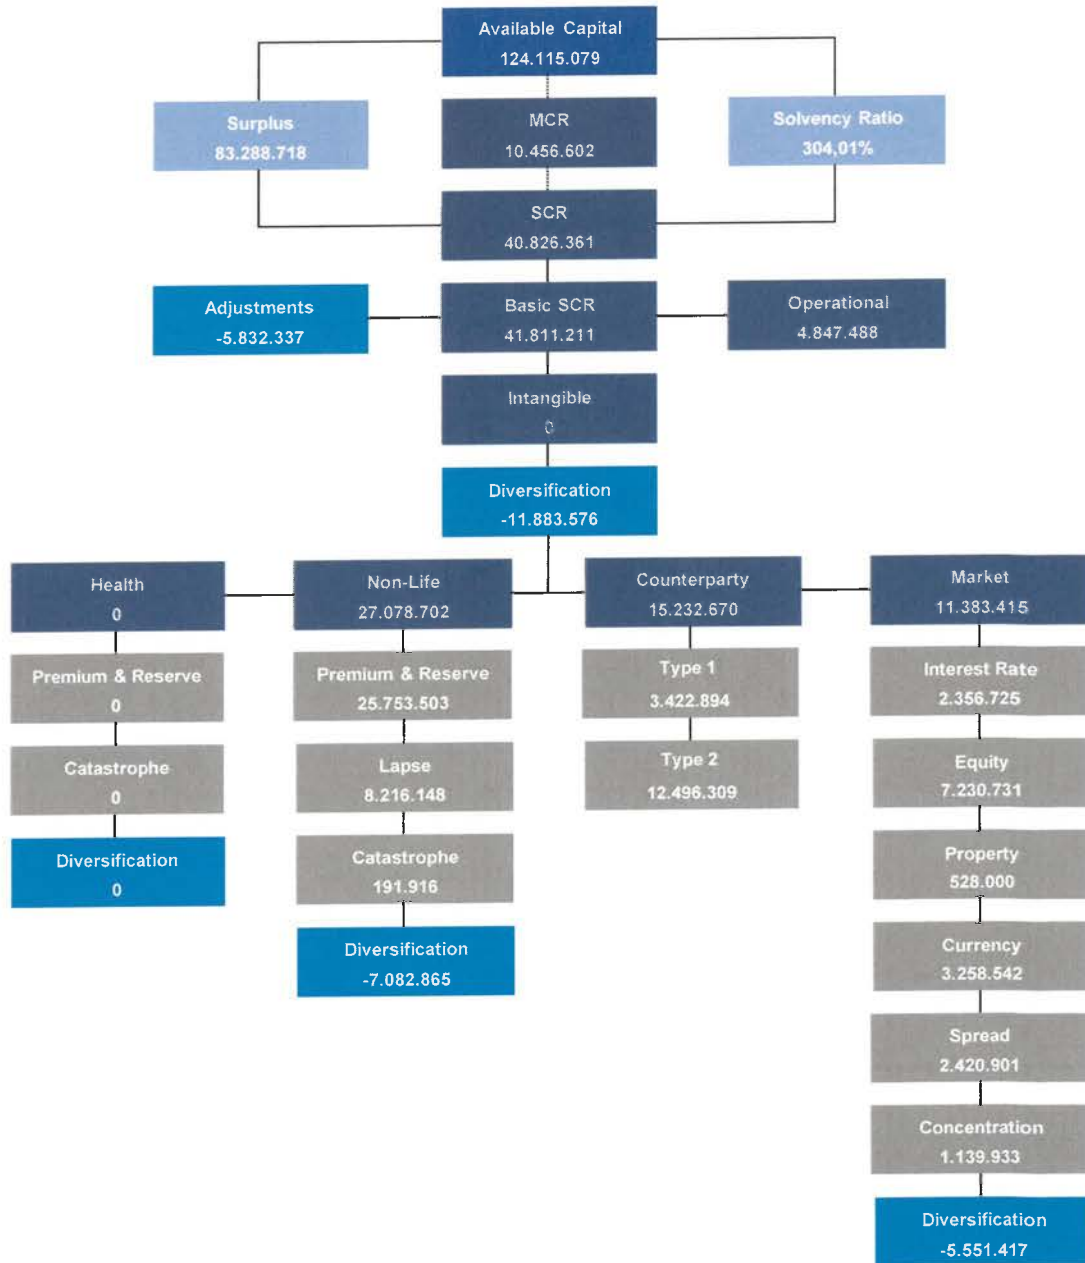 Available Capital
124.115.079
Surplus
83.288.718
MCR
10.456.602
Solvency Ratio
304,01%
SCR
40.826.361
Adjustments
-5.832.337
Basic SCR
41.811.211
Operational
4.847.488
Intangible
0
Diversification
-11.883.576
Health
0
Non-Life
27.078.702
Counterparty
15.232.670
Market
11.383.415
Premium & Reserve
0
Premium & Reserve
25.753.503
Type 1
3.422.894
Interest Rate
2.356.725
Catastrophe
0
Lapse
8.216.148
Type 2
12.496.309
Equity
7.230.731
Diversification
0
Catastrophe
191.916
Property
528.000
Diversification
-7.082.865
Currency
3.258.542
Spread
2.420.901
Concentration
1.139.933
Diversification
-5.551.417